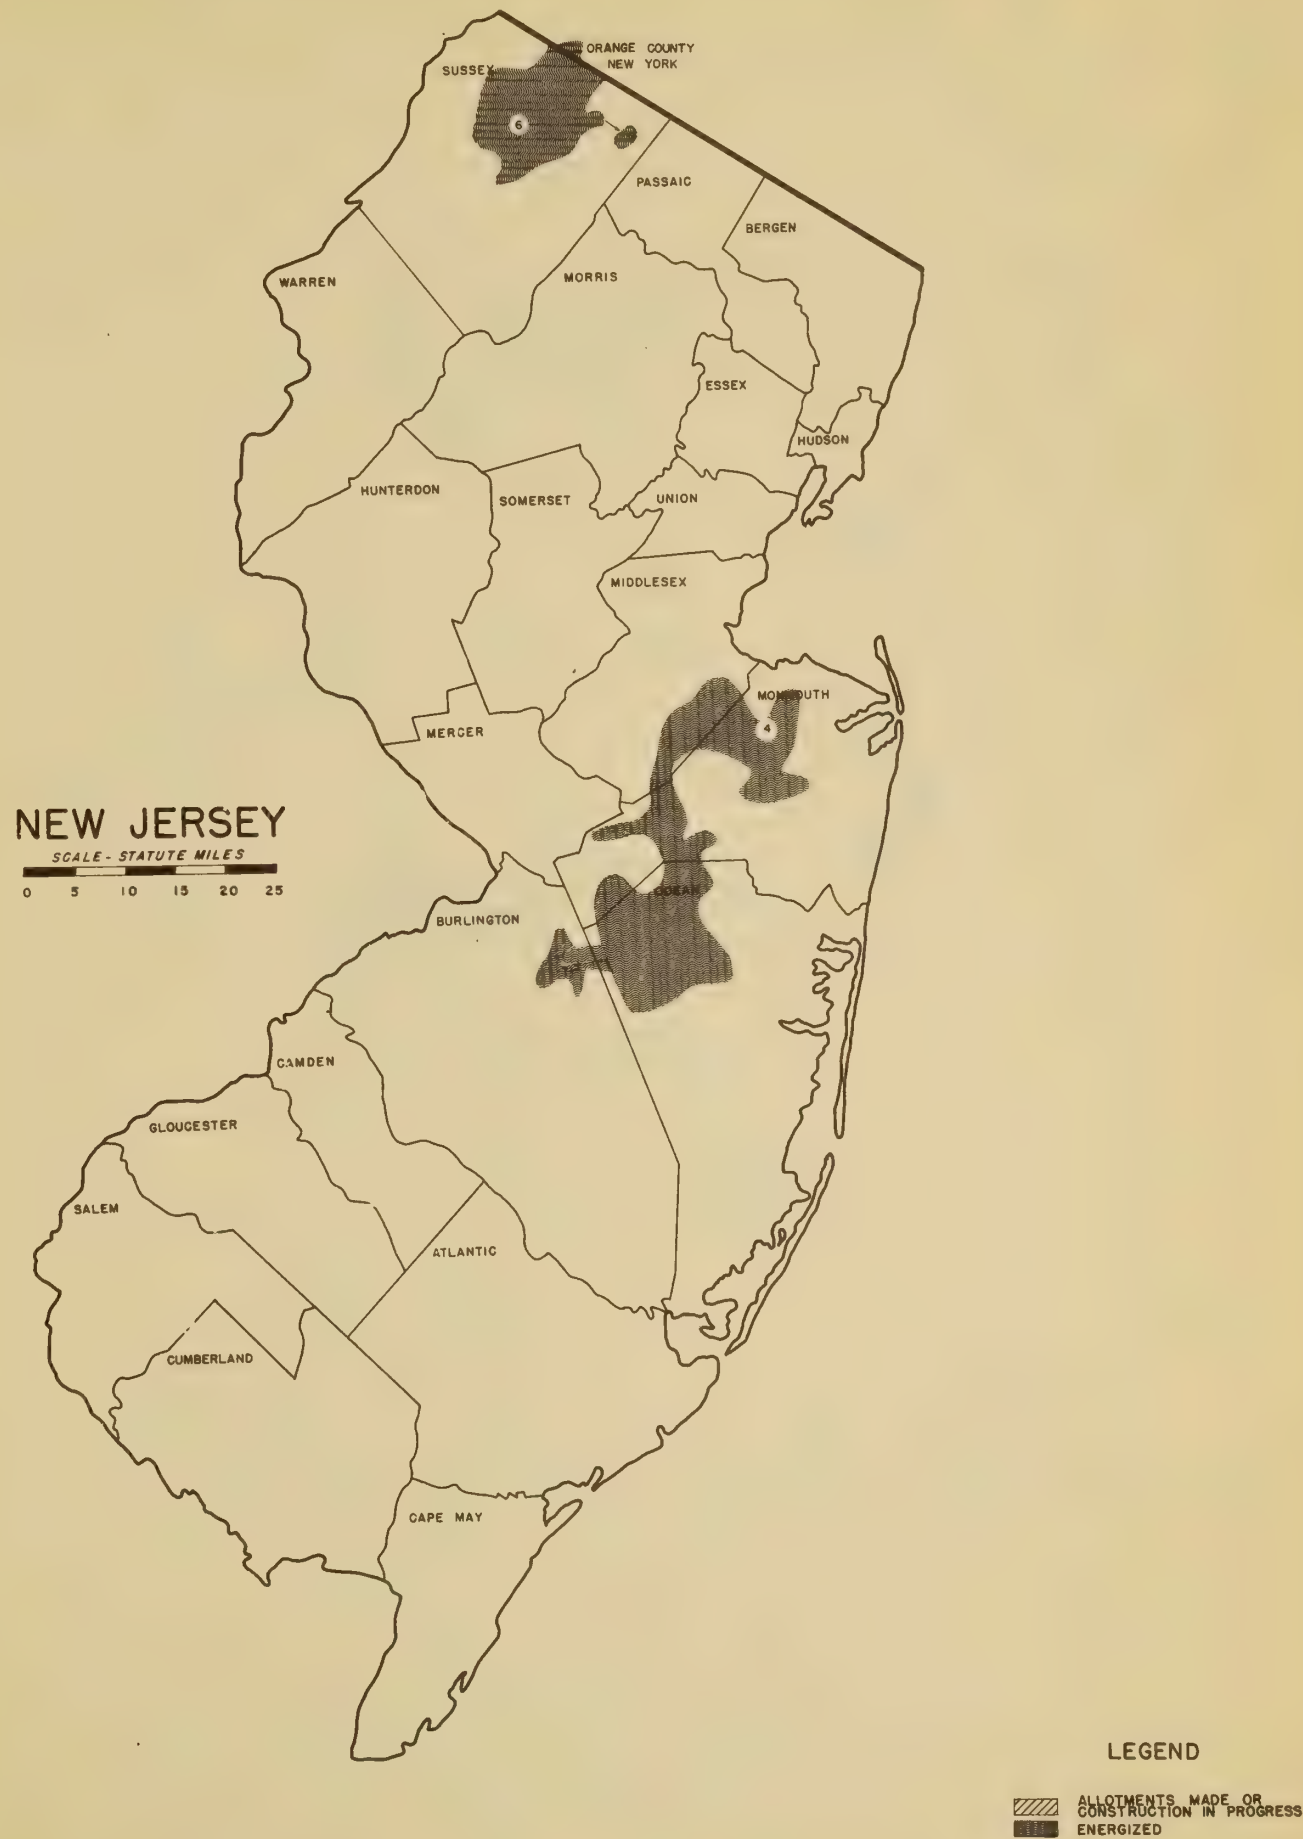 ORANGE COUNTY
NEW YORK
SUSSEX
6
PASSAIC
BERGEN
WARREN
MORRIS
ESSEX
HUDSON
HUNTERDON
SOMERSET
UNION
MIDDLESEX
MONMOUTH
4
MERCER
NEW JERSEY
SCALE - STATUTE MILES
0 5 10 15 20 25
OCEAN
BURLINGTON
CAMDEN
GLOUCESTER
SALEM
ATLANTIC
CUMBERLAND
CAPE MAY
LEGEND
ALLOTMENTS MADE OR
CONSTRUCTION IN PROGRESS
ENERGIZED